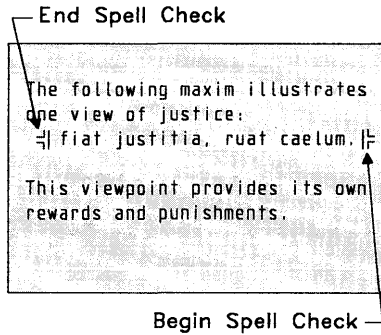 End Spell Check
The following maxim illustrates
one view of justice:
fiat justitia, ruat caelum.
This viewpoint provides its own
rewards and punishments.
Begin Spell Check